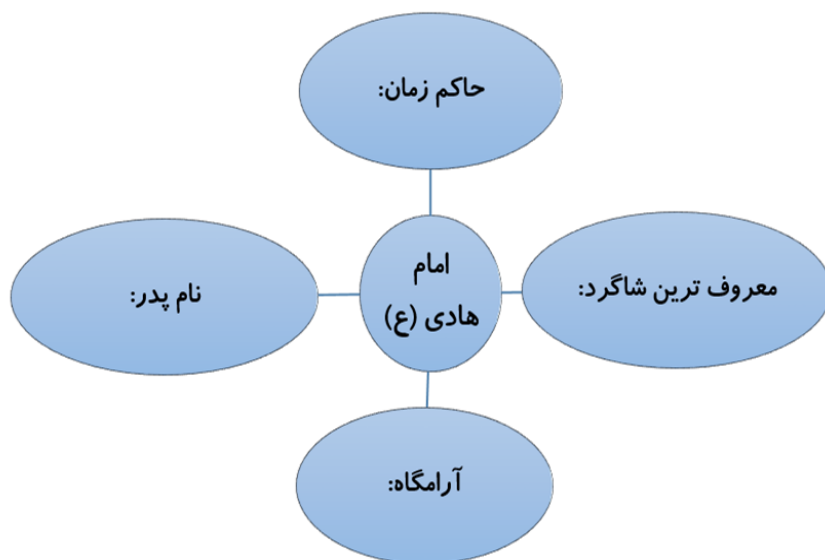 حاکم زمان:
معروف ترین شاگرد:
امام
هادی (ع)
نام پدر:
آرامگاه: